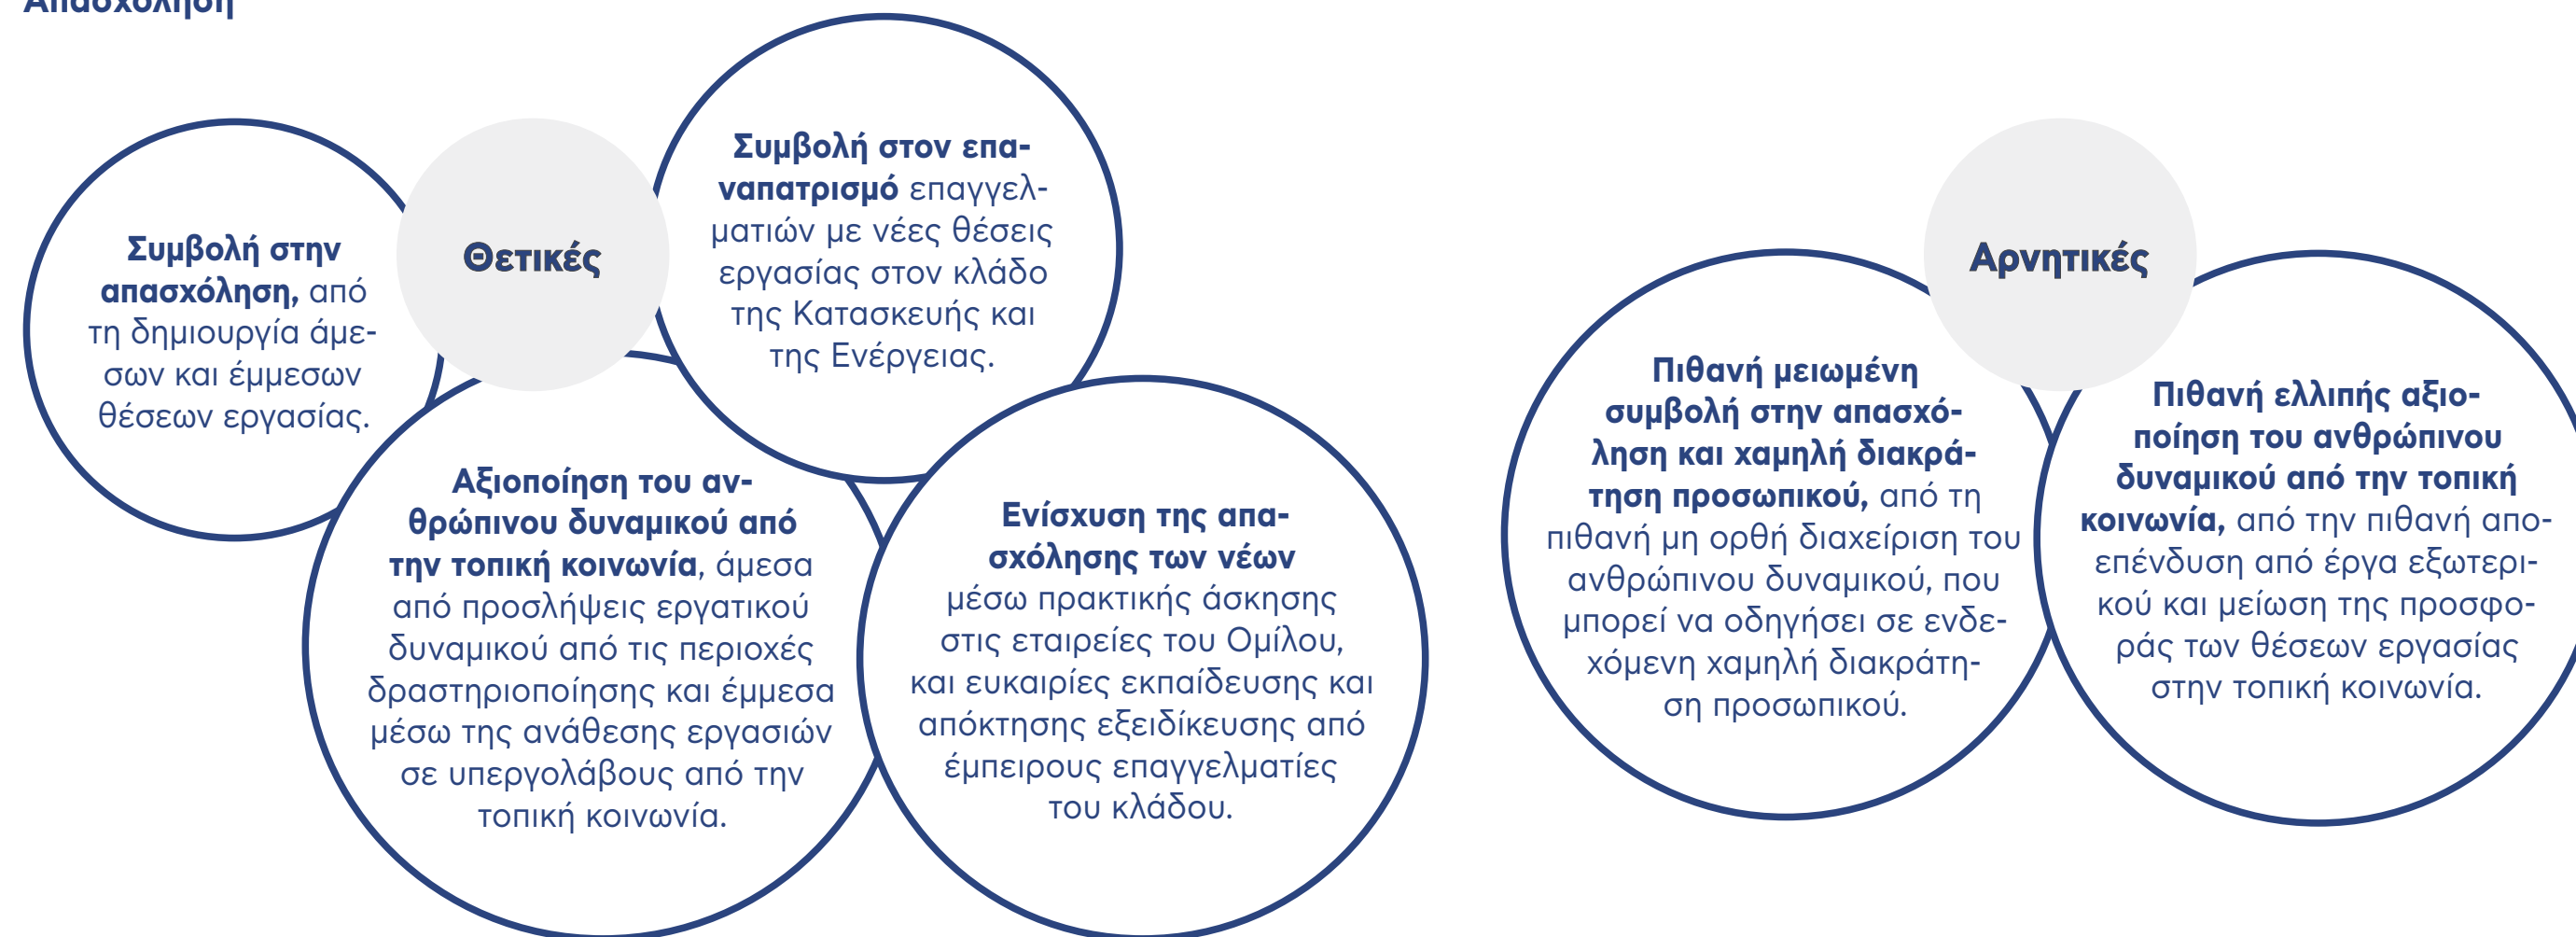 Απασχόληση
Θετικές
Συμβολή στην
απασχόληση, από
τη δημιουργία άμε-
σων και έμμεσων
θέσεων εργασίας.
Συμβολή στον επα-
ναπατρισμό επαγγελ-
ματιών με νέες θέσεις
εργασίας στον κλάδο
της Κατασκευής και
της Ενέργειας.
Αξιοποίηση του αν-
θρώπινου δυναμικού από
την τοπική κοινωνία, άμεσα
από προσλήψεις εργατικού
δυναμικού από τις περιοχές
δραστηριοποίησης και έμμεσα
μέσω της ανάθεσης εργασιών
σε υπεργολάβους από την
τοπική κοινωνία.
Ενίσχυση της απα-
σχόλησης των νέων
μέσω πρακτικής άσκησης
στις εταιρείες του Ομίλου,
και ευκαιρίες εκπαίδευσης και
απόκτησης εξειδίκευσης από
έμπειρους επαγγελματίες
του κλάδου.
Αρνητικές
Πιθανή μειωμένη
συμβολή στην απασχό-
ληση και χαμηλή διακρά-
τηση προσωπικού, από τη
πιθανή μη ορθή διαχείριση του
ανθρώπινου δυναμικού, που
μπορεί να οδηγήσει σε ενδε-
χόμενη χαμηλή διακράτη-
ση προσωπικού.
Πιθανή ελλιπής αξιο-
ποίηση του ανθρώπινου
δυναμικού από την τοπική
κοινωνία, από την πιθανή απο-
επένδυση από έργα εξωτερι-
κού και μείωση της προσφο-
ράς των θέσεων εργασίας
στην τοπική κοινωνία.